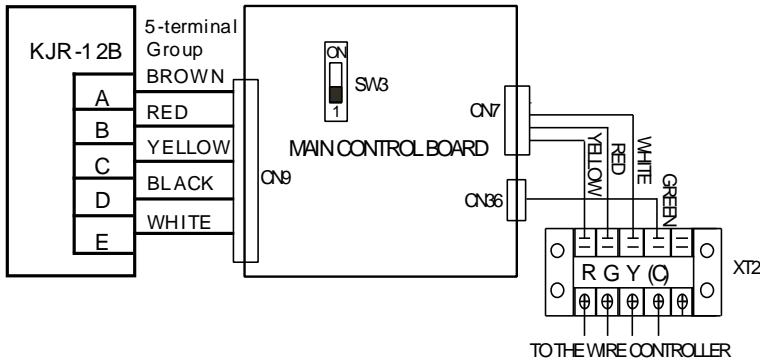 5-terminal
Group
KJR-12B
BROWN
A
RED
B
YELLOW
C
BLACK
D
WHITE
E
CN9
ON
SW3
1
MAIN CONTROL BOARD
CN7
CN36
YELLOW
RED
WHITE
GREEN
R G Y (C)
XT2
TO THE WIRE CONTROLLER